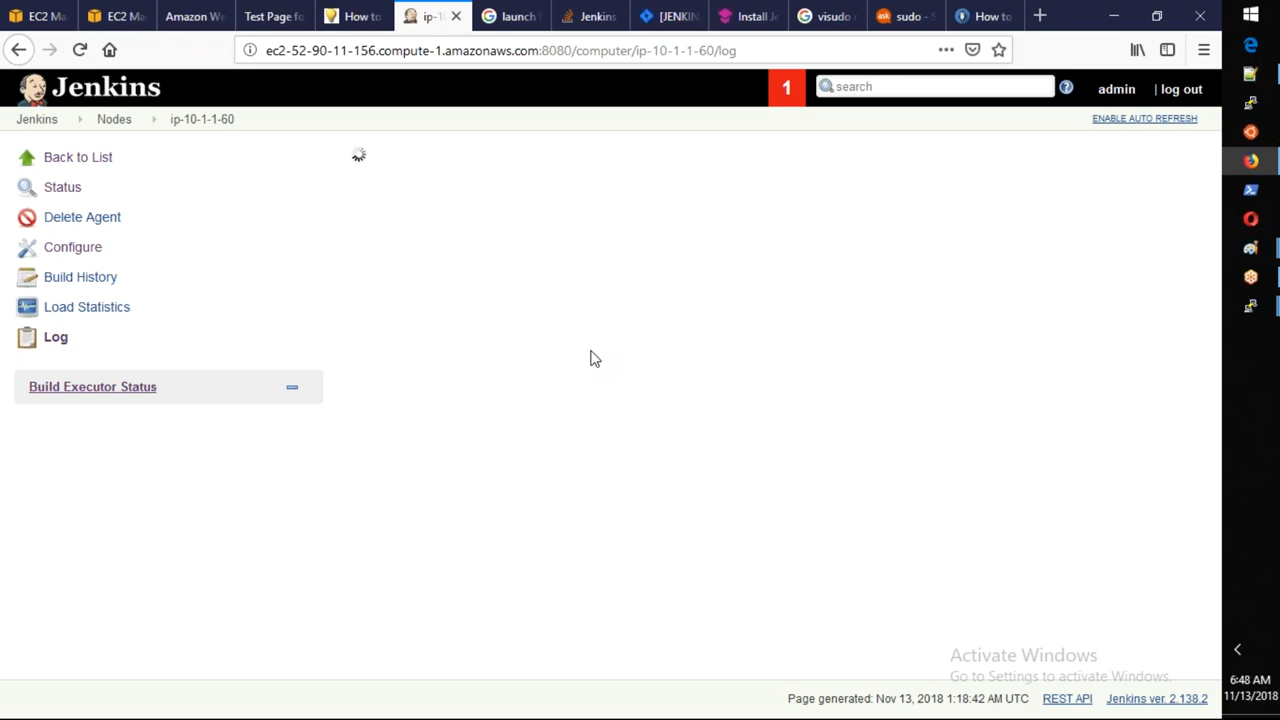 EC2 Ma
EC2 Ma
Amazon We
Test Page fo
How to
ip-1
launch
Jenkins
[JENKIN
Install Je
visudo
sudo - S
How to
ec2-52-90-11-156.compute-1.amazonaws.com:8080/computer/ip-10-1-1-60/log
Jenkins
1
search
admin
| log out
Jenkins
Nodes
ip-10-1-1-60
ENABLE AUTO REFRESH
Back to List
Status
Delete Agent
Configure
Build History
Load Statistics
Log
Build Executor Status
Activate Windows
Go to Settings to activate Windows.
Page generated: Nov 13, 2018 1:18:42 AM UTC
REST API
Jenkins ver. 2.138.2
6:48 AM
11/13/2018